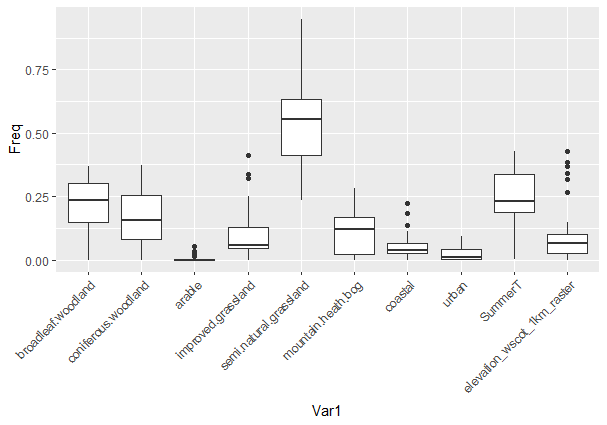 Freq
0.75
0.50
0.25
0.00
broadleaf.woodland
coniferous.woodland
arable
improved.grassland
semi.natural.grassland
mountain.heath.bog
coastal
urban
SummerT
elevation_wscot_1km_raster
Var1